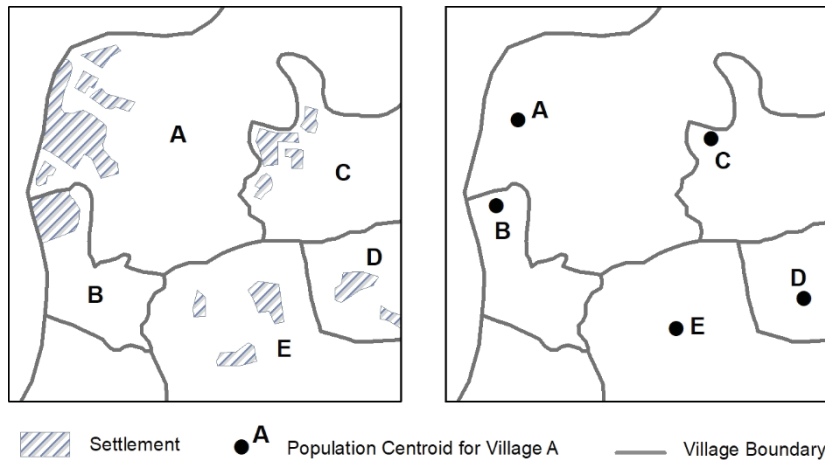 A
C
D
B
E
A
C
B
D
E
Settlement
A
Population Centroid for Village A
Village Boundary